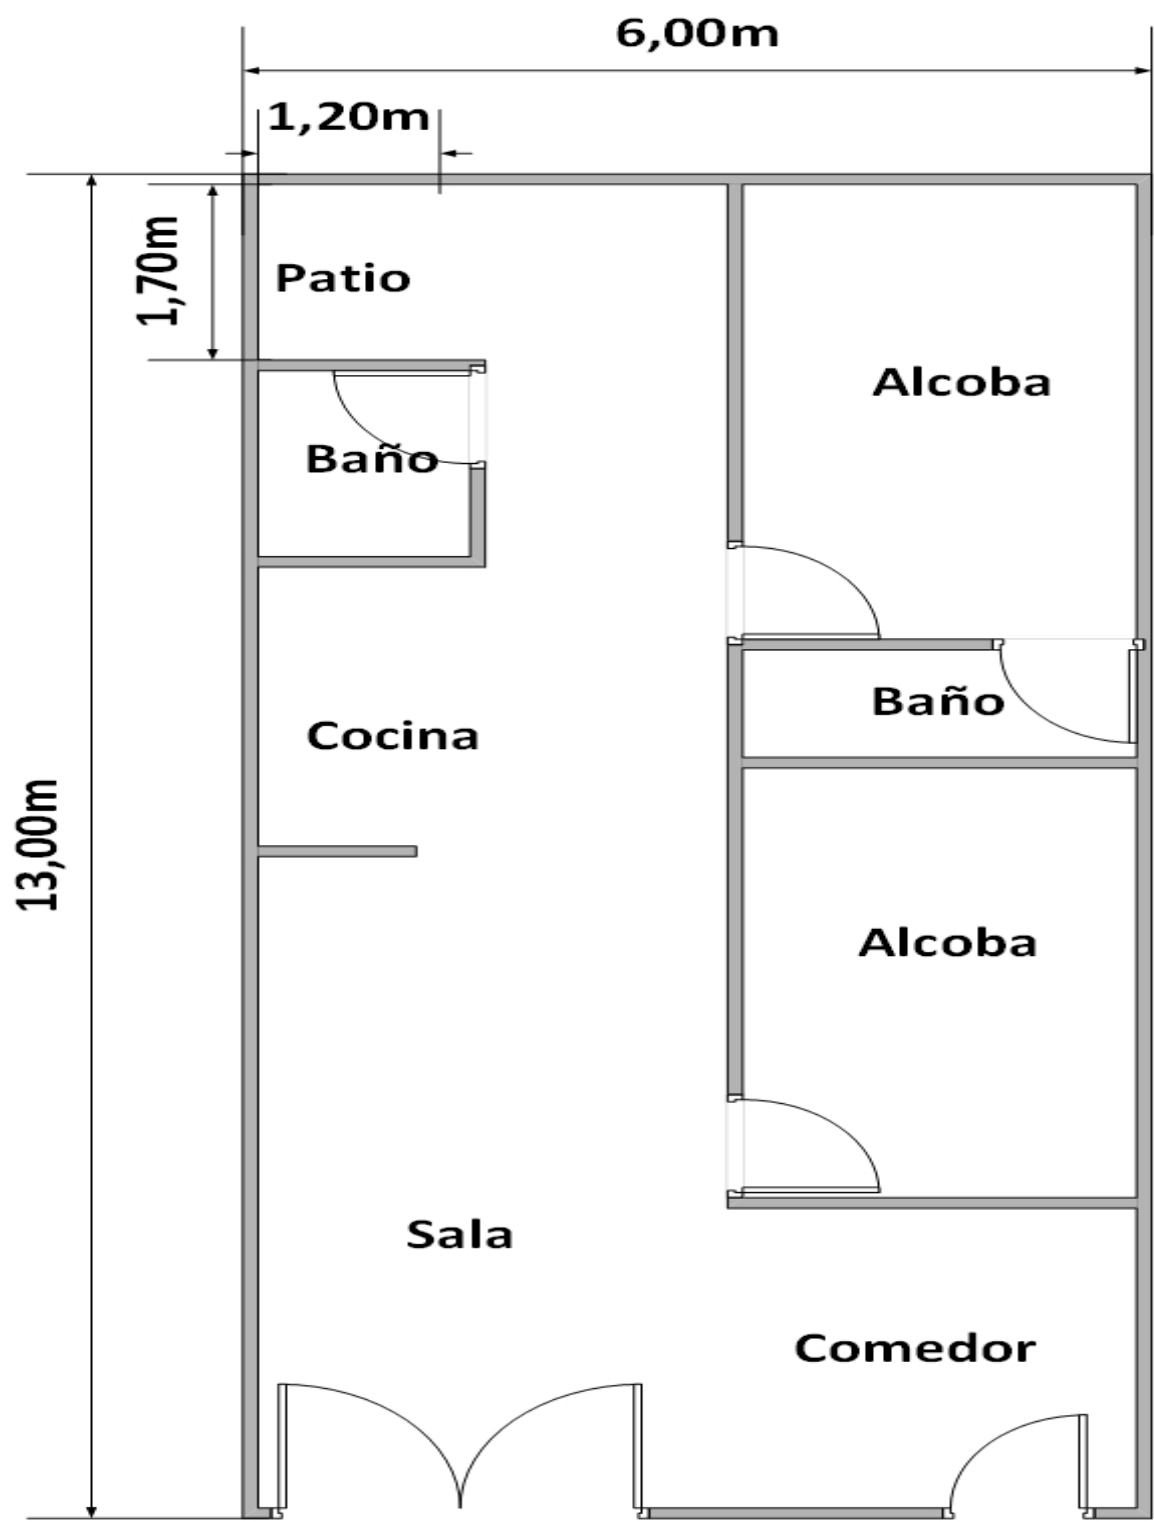 6,00m
1,20m
1,70m
Patio
Alcoba
Baño
Baño
Cocina
13,00m
Alcoba
Sala
Comedor